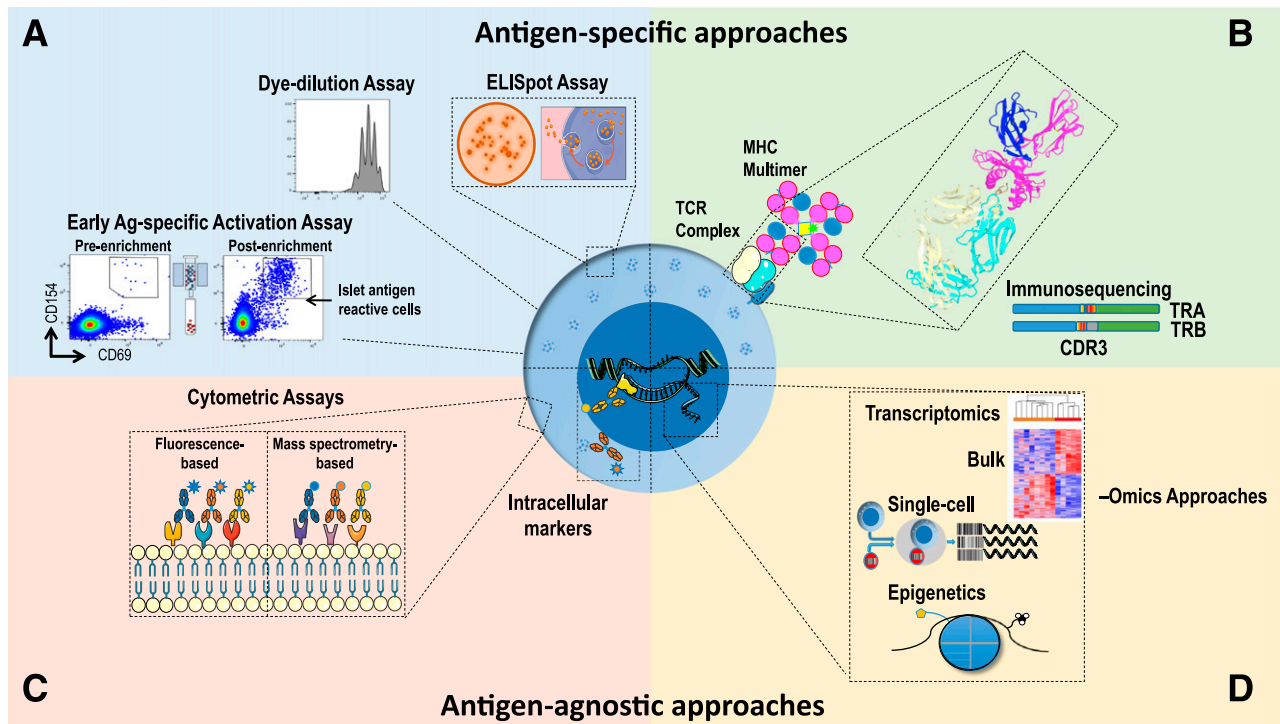 A
Antigen-specific approaches
B
Dye-dilution Assay
ELISpot Assay
MHC
Multimer
TCR
Complex
Early Ag-specific Activation Assay
Pre-enrichment
Post-enrichment
CD154
CD69
Islet antigen
reactive cells
Immunosequencing
TRA
TRB
CDR3
Cytometric Assays
Fluorescence-
based
Mass spectrometry-
based
Intracellular
markers
Transcriptomics
Bulk
–Omics Approaches
Single-cell
Epigenetics
C
Antigen-agnostic approaches
D